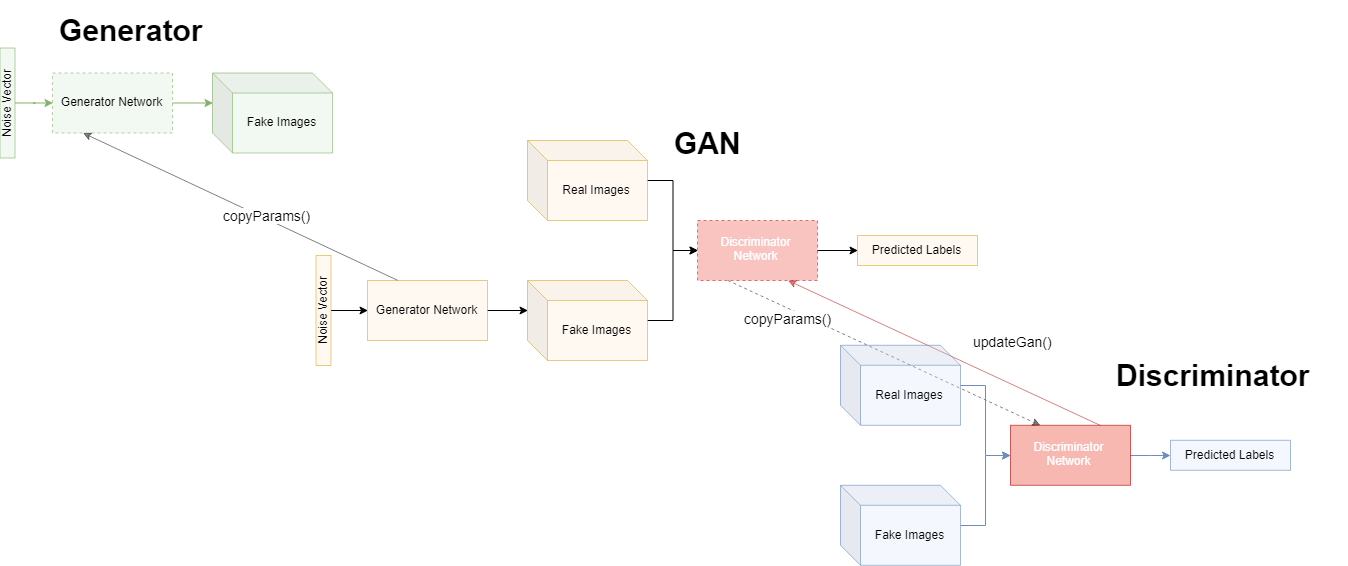 Generator
Noise Vector
Generator Network
Fake Images
copyParams()
GAN
Real Images
Noise Vector
Generator Network
Fake Images
Discriminator
Network
Predicted Labels
copyParams()
updateGan()
Discriminator
Real Images
Fake Images
Discriminator
Network
Predicted Labels